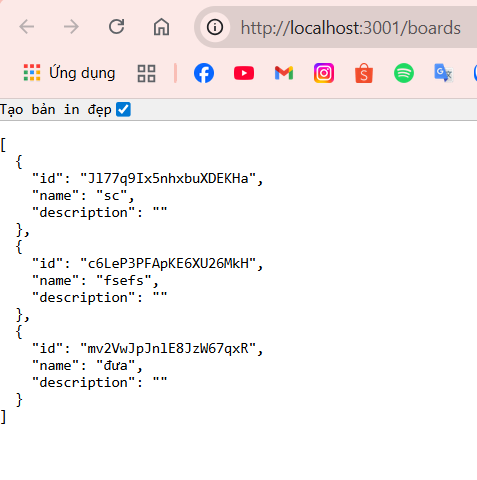 http://localhost:3001/boards
Ứng dụng
Tạo bản in đẹp
[
  {
    "id": "Jl77q9Ix5nhxbuXDEKHa",
    "name": "sc",
    "description": ""
  },
  {
    "id": "c6LeP3PFApKE6XU26MkH",
    "name": "fsefs",
    "description": ""
  },
  {
    "id": "mv2VwJpJnlE8JzW67qxR",
    "name": "đưa",
    "description": ""
  }
]